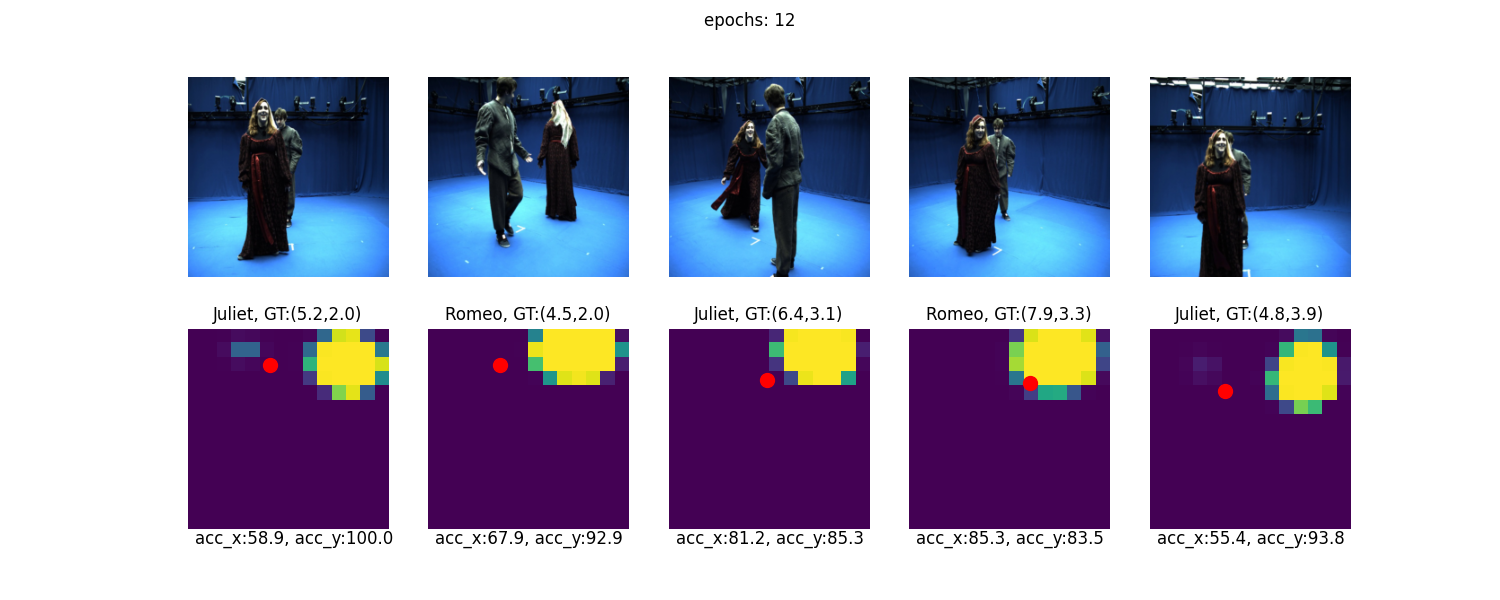 epochs: 12
Juliet, GT:(5.2,2.0)
Romeo, GT:(4.5,2.0)
Juliet, GT:(6.4,3.1)
Romeo, GT:(7.9,3.3)
Juliet, GT:(4.8,3.9)
acc_x:58.9, acc_y:100.0
acc_x:67.9, acc_y:92.9
acc_x:81.2, acc_y:85.3
acc_x:85.3, acc_y:83.5
acc_x:55.4, acc_y:93.8